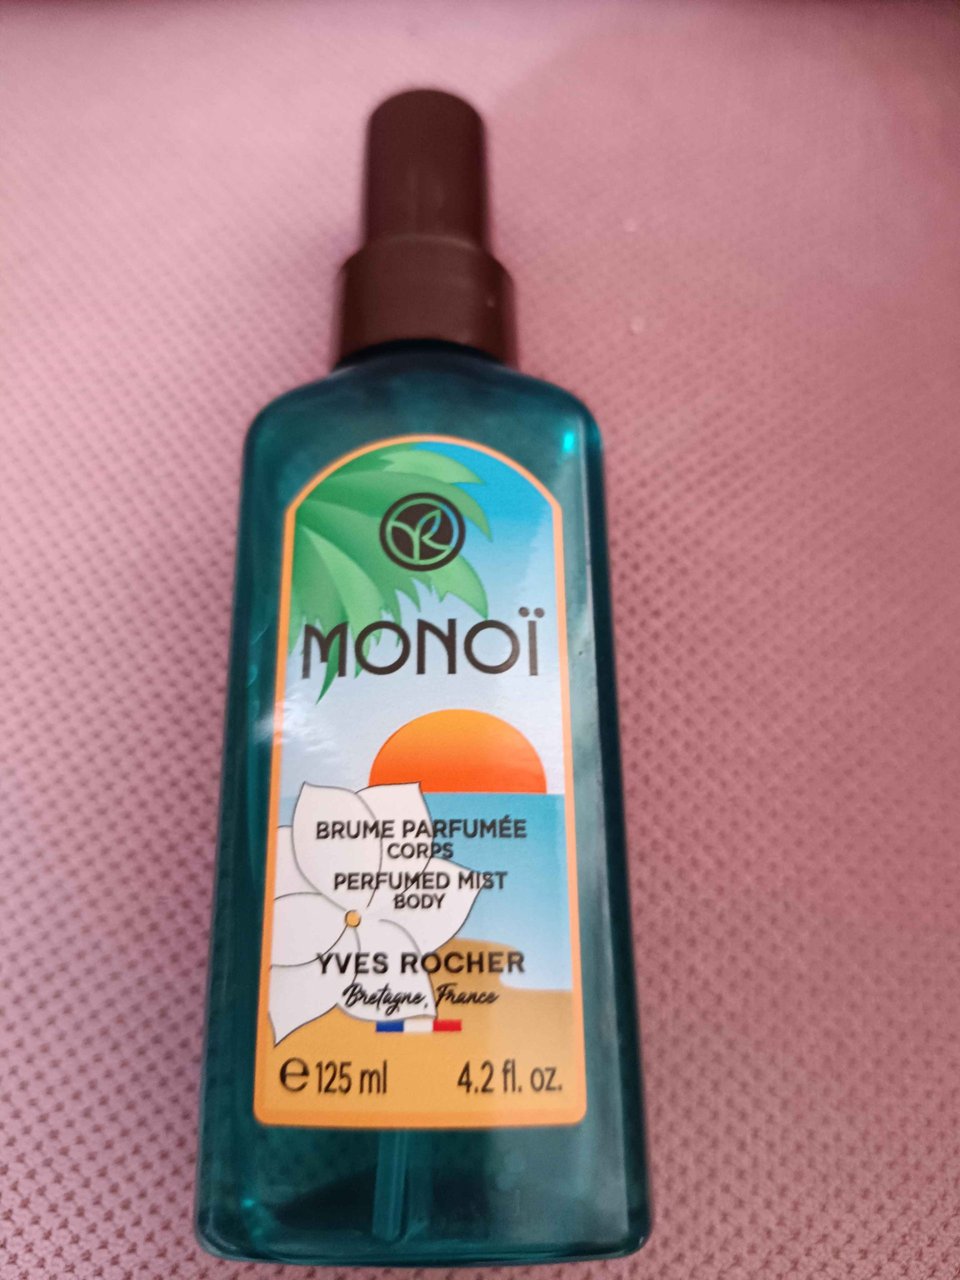 MONOÏ
BRUME PARFUMÉE
CORPS
PERFUMED MIST
BODY
YVES ROCHER
Bretagne, France
℮ 125 ml 4.2 fl. oz.